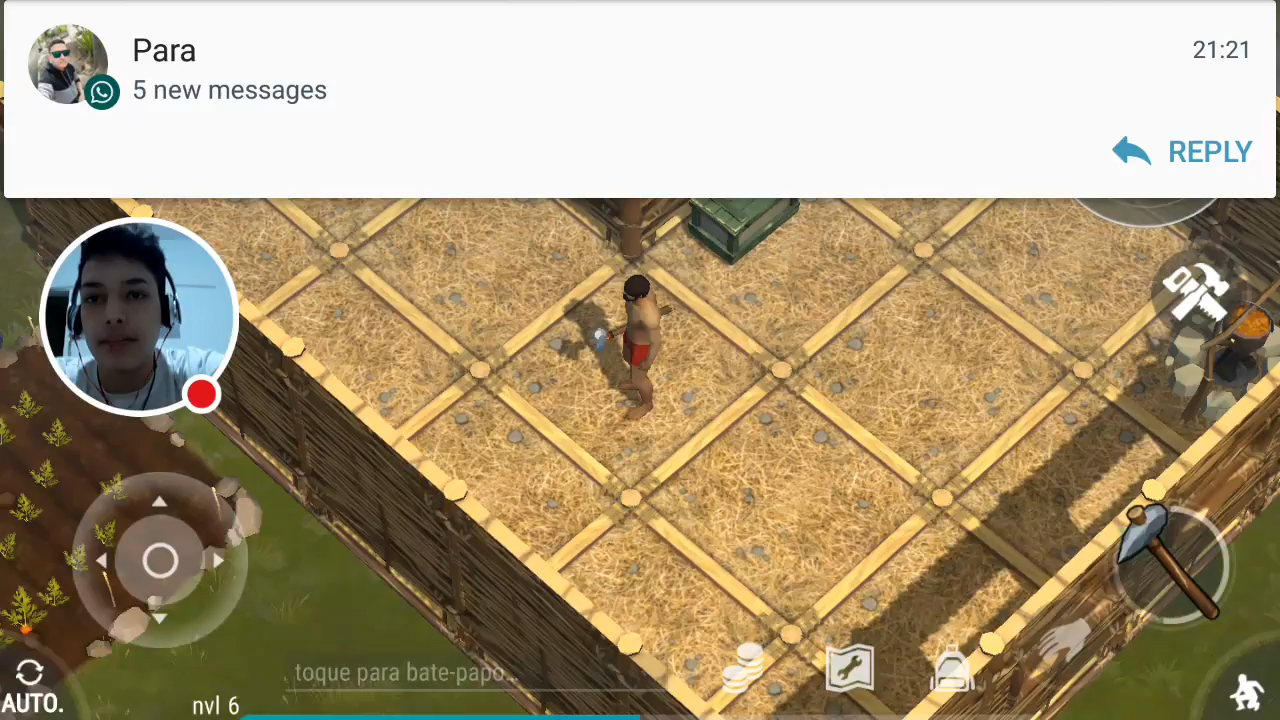 Para
21:21
5 new messages
REPLY
toque para bate-papo...
AUTO.
nvl 6